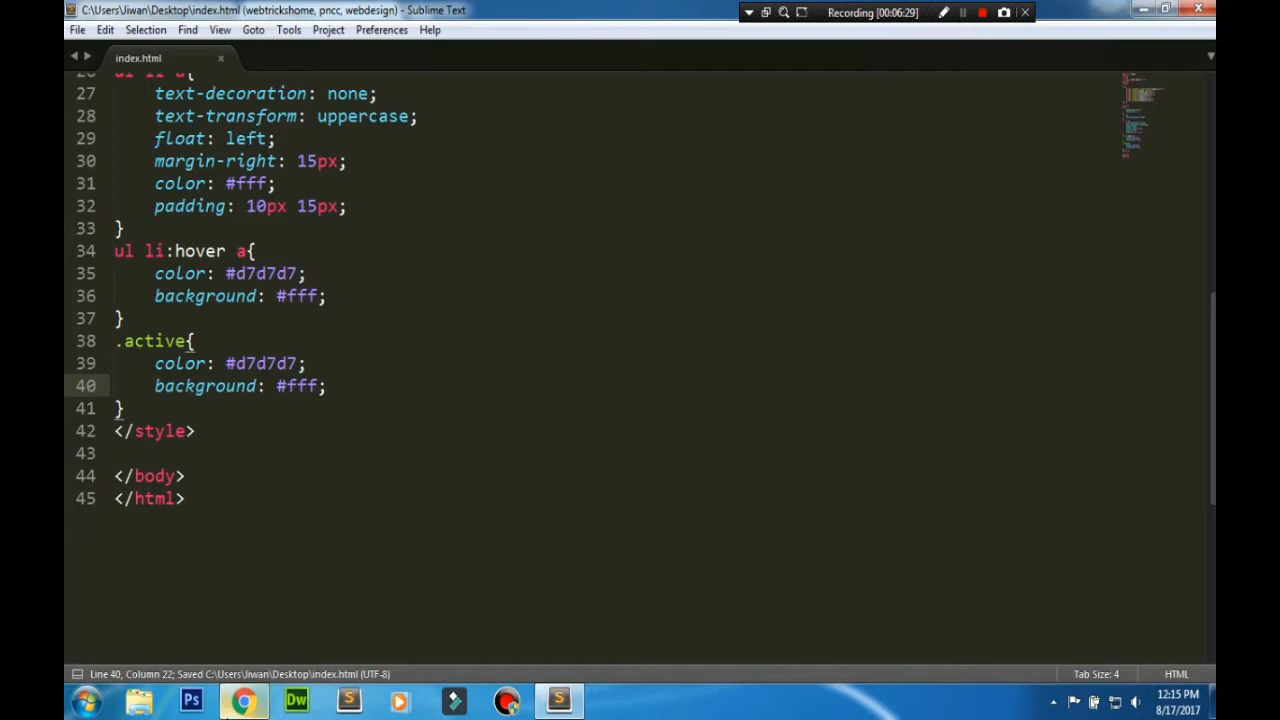 C:\Users\Jiwan\Desktop\index.html (webtrickshome, pncc, webdesign) - Sublime Text
Recording [00:06:29]
File Edit Selection Find View Goto Tools Project Preferences Help
index.html
26 ul li a{
27 text-decoration: none;
28 text-transform: uppercase;
29 float: left;
30 margin-right: 15px;
31 color: #fff;
32 padding: 10px 15px;
33 }
34 ul li:hover a{
35 color: #d7d7d7;
36 background: #fff;
37 }
38 .active{
39 color: #d7d7d7;
40 background: #fff;
41 }
42 </style>
43
44 </body>
45 </html>
Line 40, Column 22; Saved C:\Users\Jiwan\Desktop\index.html (UTF-8)
Tab Size: 4
HTML
Ps
Dw
12:15 PM
8/17/2017